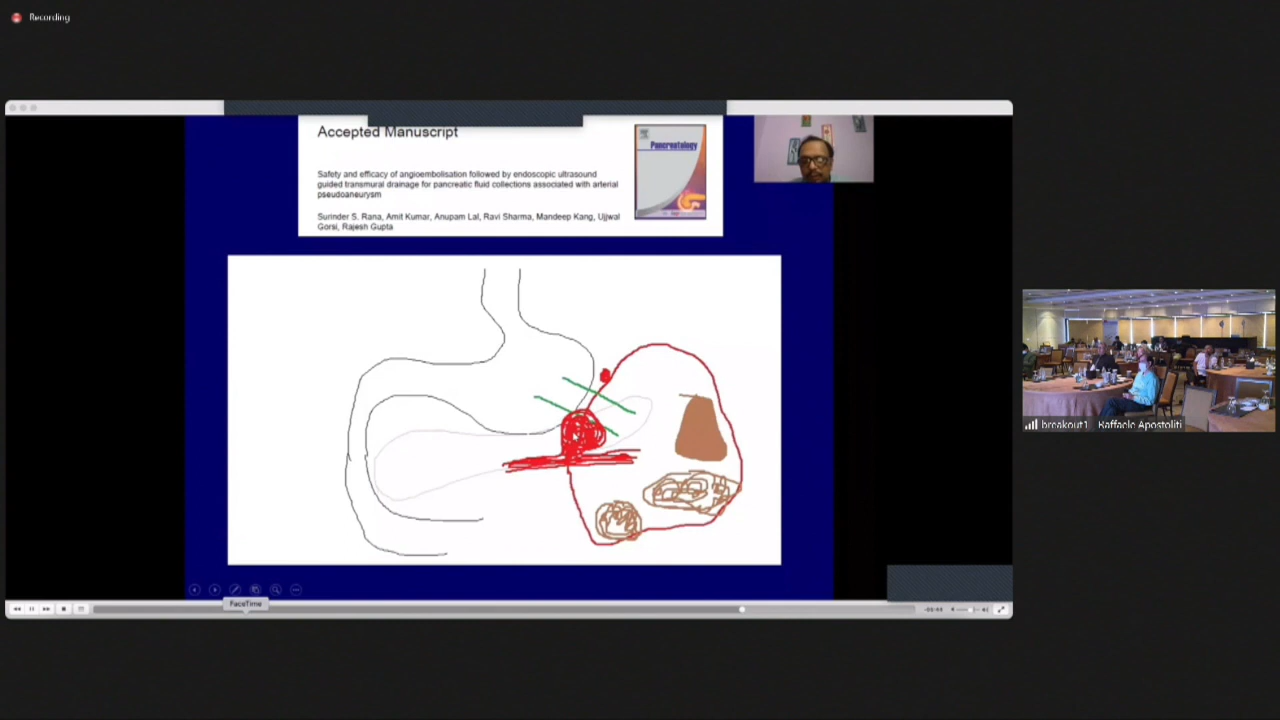 Recording
Accepted Manuscript
Pancreatology
Safety and efficacy of angioembolisation followed by endoscopic ultrasound
guided transmural drainage for pancreatic fluid collections associated with arterial
pseudoaneurysm
Surinder S. Rana, Amit Kumar, Anupam Lal, Ravi Sharma, Mandeep Kang, Ujjwal
Gorsi, Rajesh Gupta
breakout1 - Raffaele Apostoliti
FaceTime